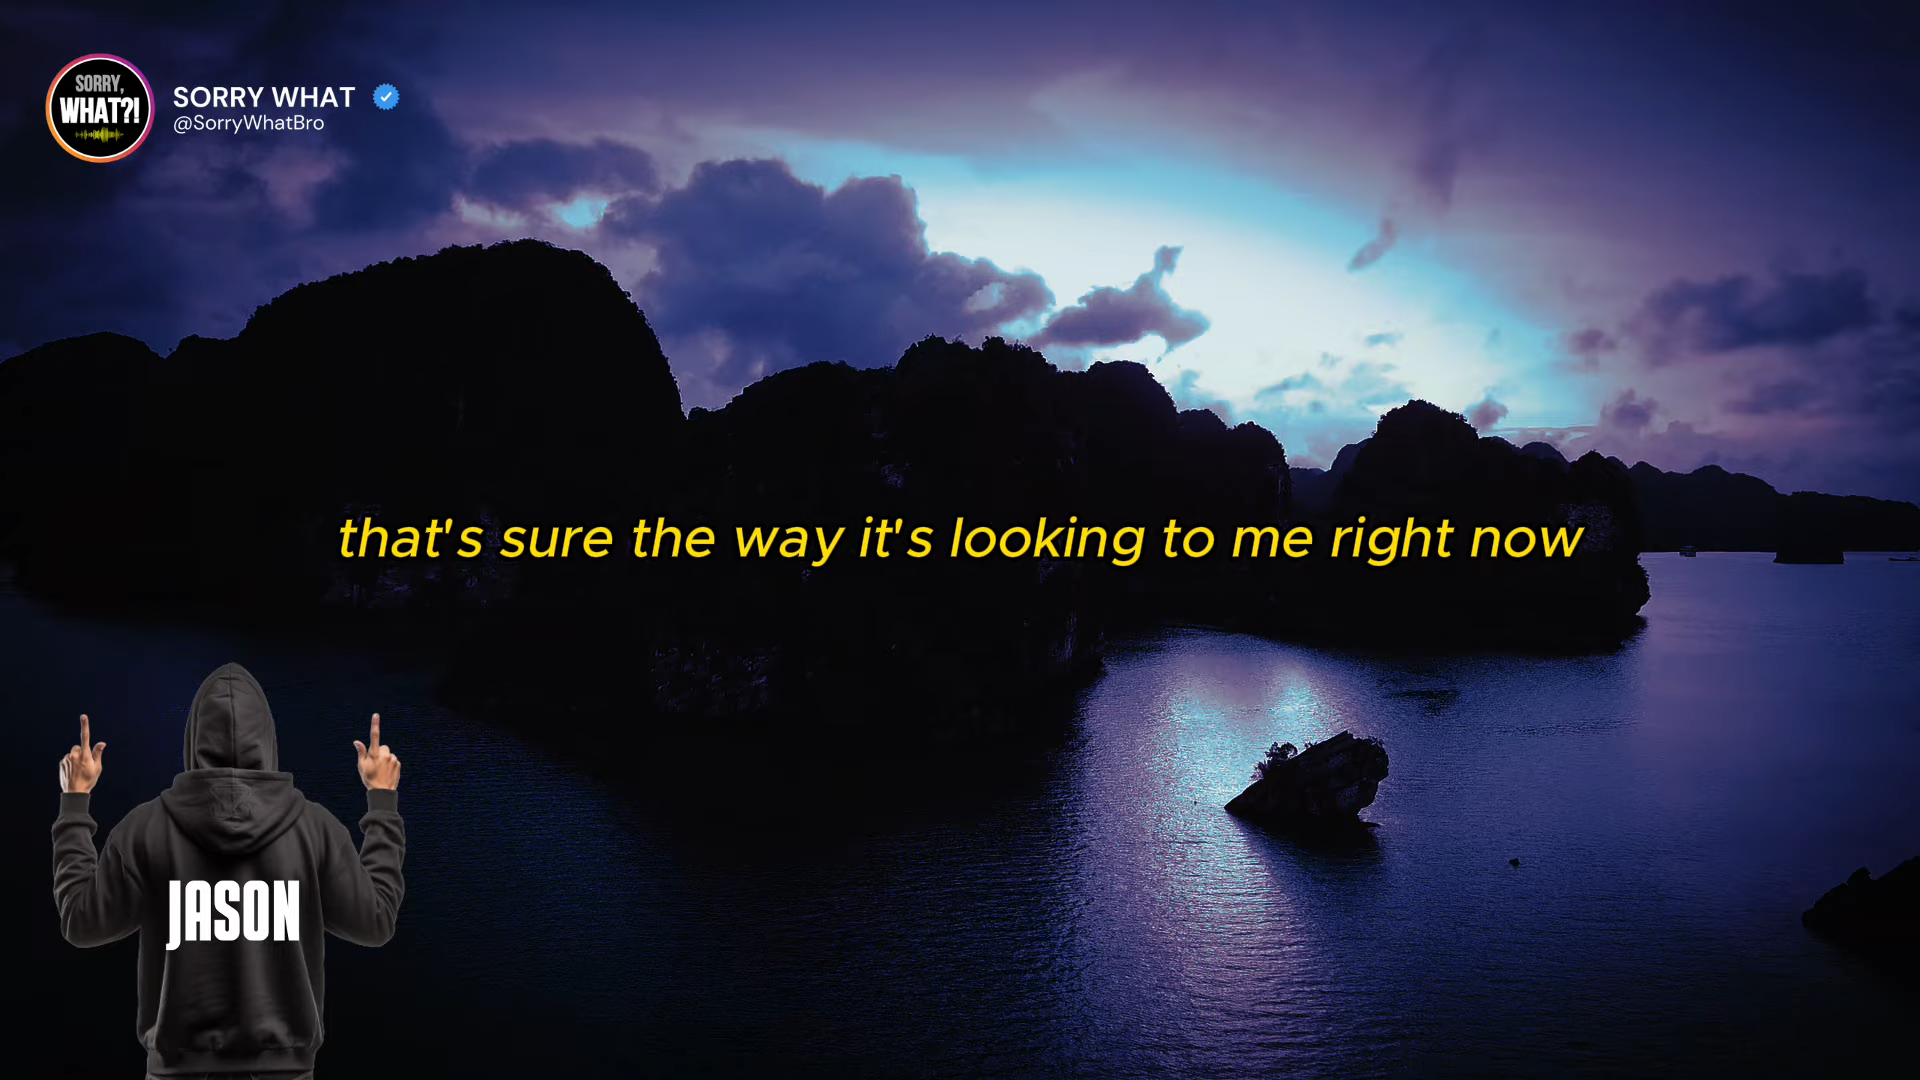 SORRY,
WHAT?!
SORRY WHAT
@SorryWhatBro
that's sure the way it's looking to me right now
JASON